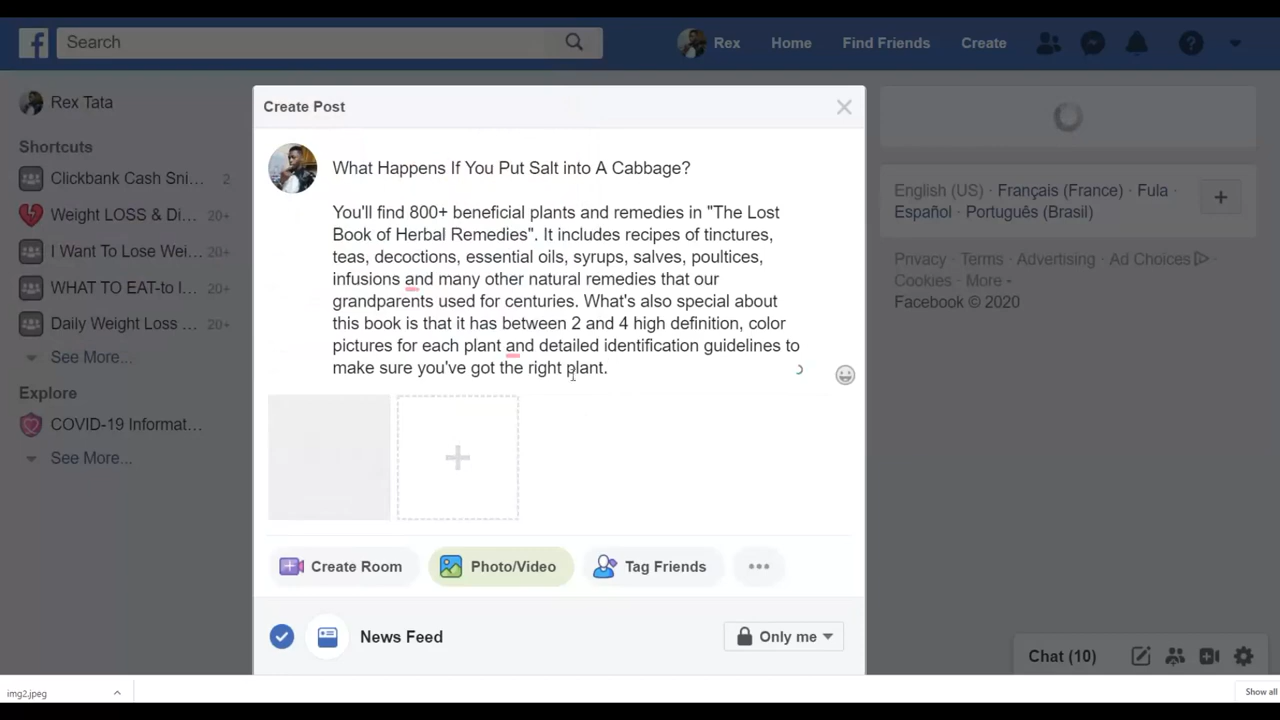 Search
Rex
Home
Find Friends
Create
Rex Tata
Shortcuts
Clickbank Cash Sni... 2
Weight LOSS & Di... 20+
I Want To Lose Wei... 20+
WHAT TO EAT-to l... 20+
Daily Weight Loss ... 20+
See More...
Explore
COVID-19 Informat...
See More...
Create Post
What Happens If You Put Salt into A Cabbage?
You'll find 800+ beneficial plants and remedies in "The Lost
Book of Herbal Remedies". It includes recipes of tinctures,
teas, decoctions, essential oils, syrups, salves, poultices,
infusions and many other natural remedies that our
grandparents used for centuries. What's also special about
this book is that it has between 2 and 4 high definition, color
pictures for each plant and detailed identification guidelines to
make sure you've got the right plant.
Create Room
Photo/Video
Tag Friends
News Feed
Only me
English (US) · Français (France) · Fula ·
Español · Português (Brasil)
Privacy · Terms · Advertising · Ad Choices ·
Cookies · More
Facebook © 2020
Chat (10)
img2.jpeg
Show all